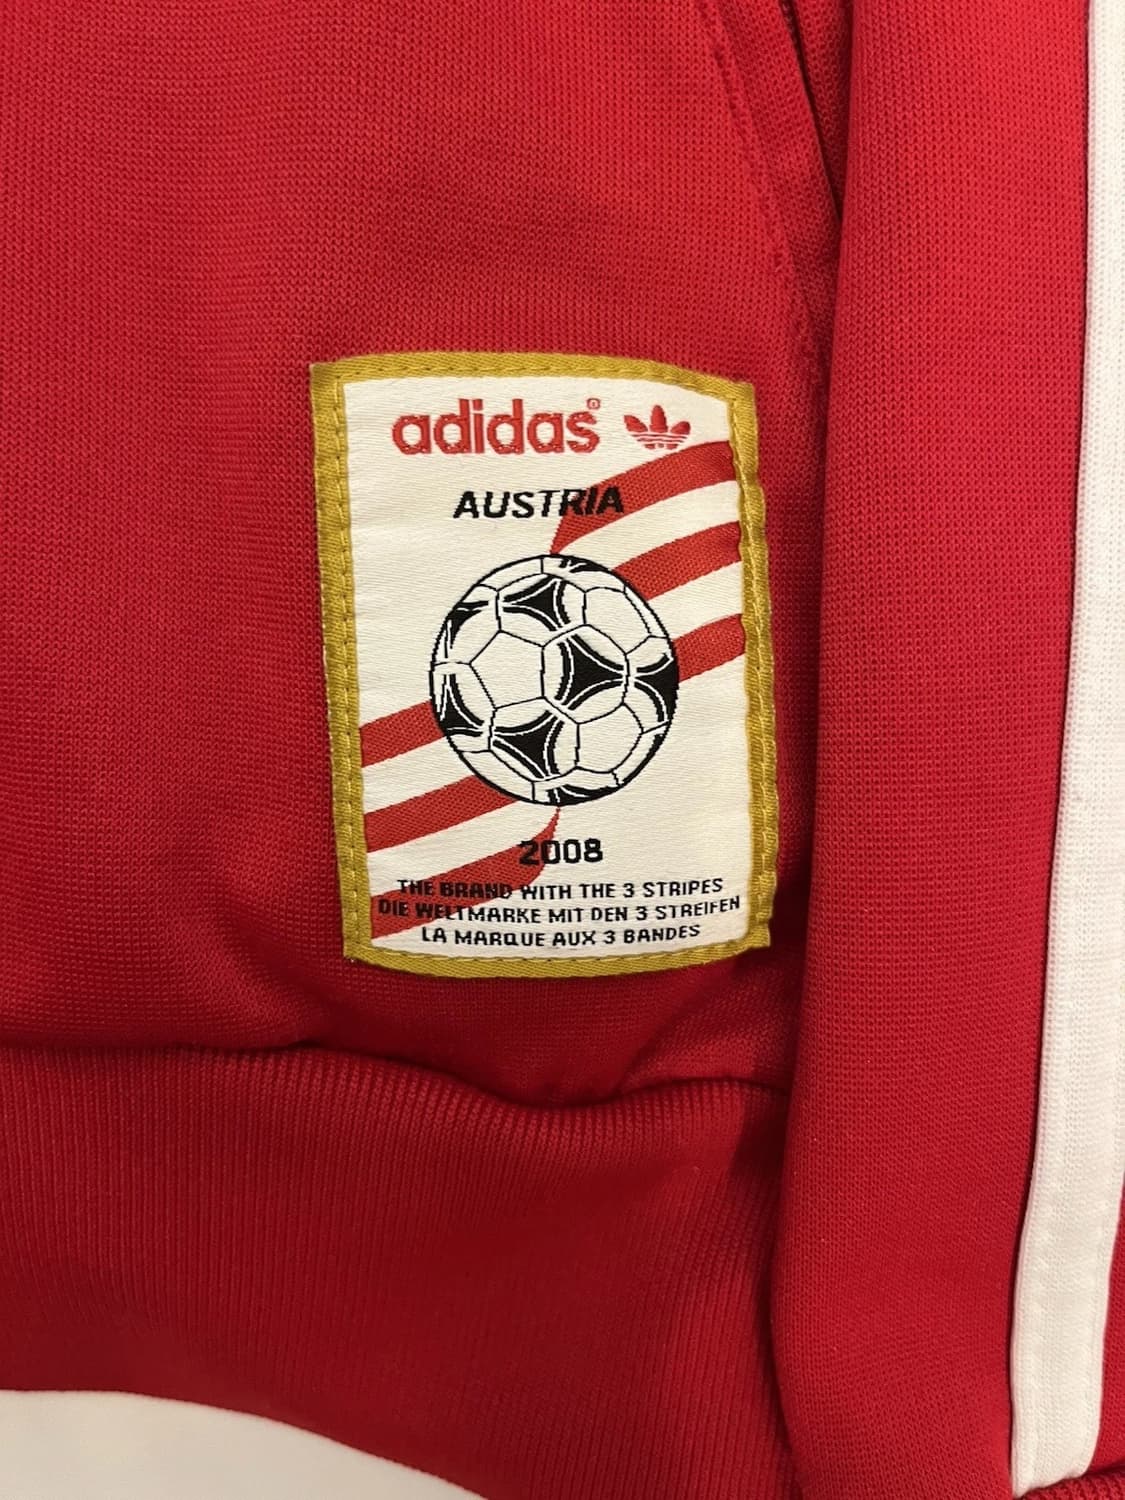 adidas®
AUSTRIA
2008
THE BRAND WITH THE 3 STRIPES
DIE WELTMARKE MIT DEN 3 STREIFEN
LA MARQUE AUX 3 BANDES